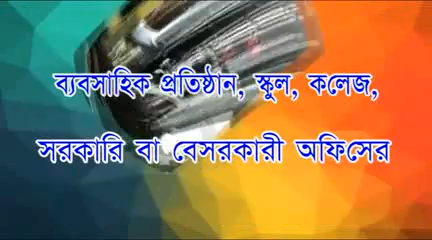 ব্যবসাহিক প্রতিষ্ঠান, স্কুল, কলেজ,
সরকারি বা বেসরকারী অফিসের